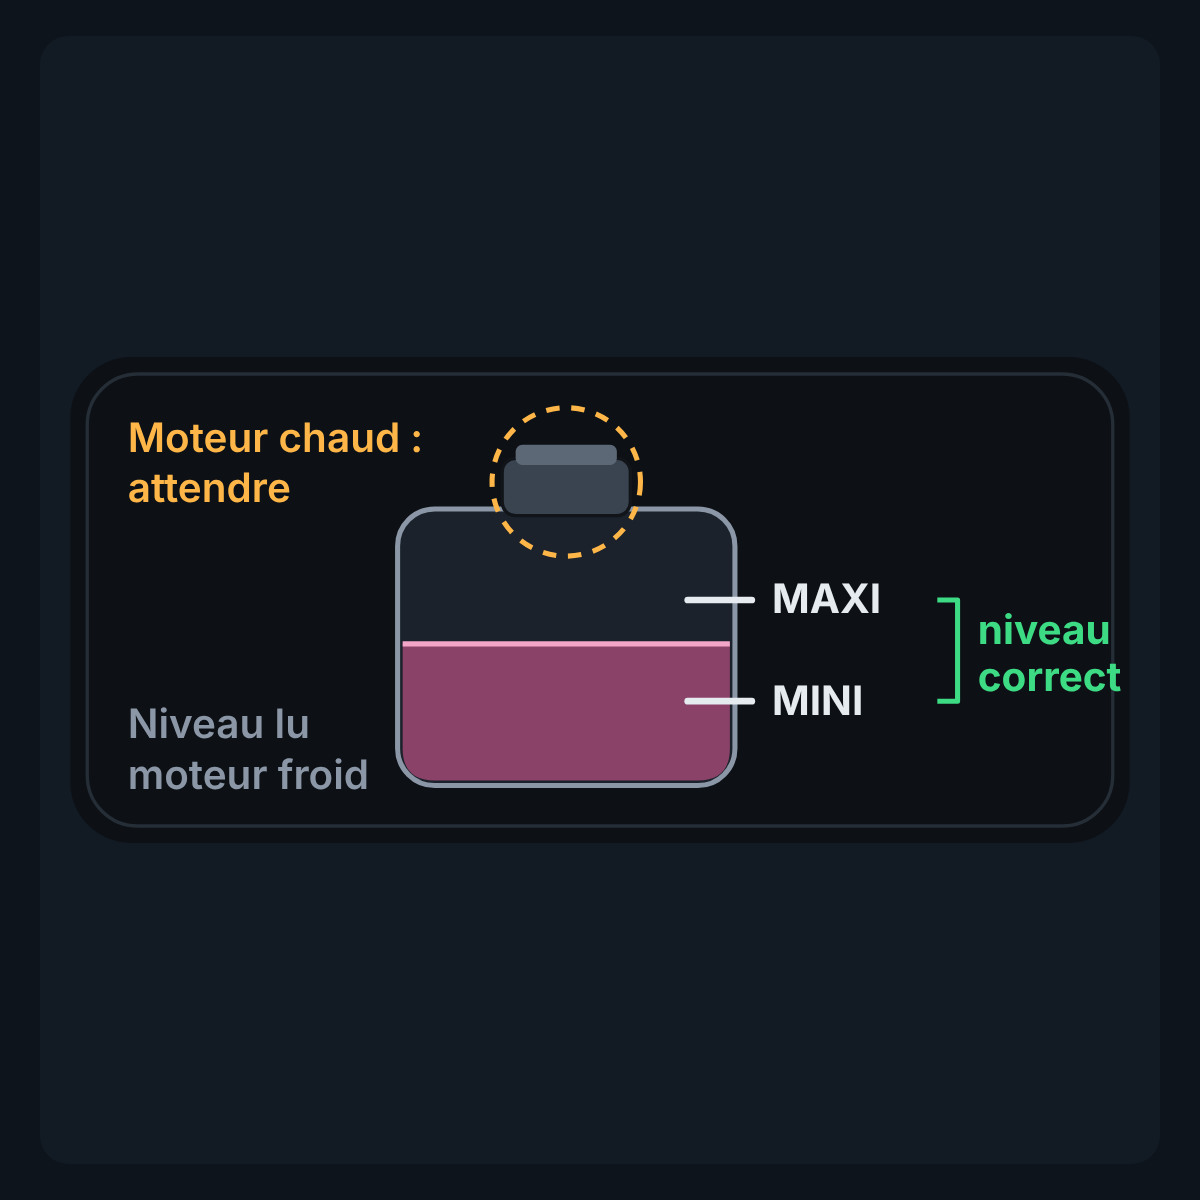 Moteur chaud :
attendre
MAXI
niveau
correct
MINI
Niveau lu
moteur froid